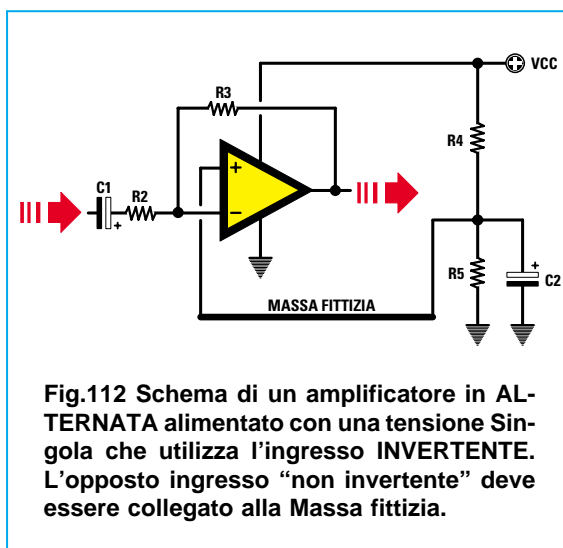 VCC
R3
R4
C1
R2
+
+
−
+
R5
C2
MASSA FITTIZIA
Fig.112 Schema di un amplificatore in AL-
TERNATA alimentato con una tensione Sin-
gola che utilizza l'ingresso INVERTENTE.
L'opposto ingresso “non invertente” deve
essere collegato alla Massa fittizia.